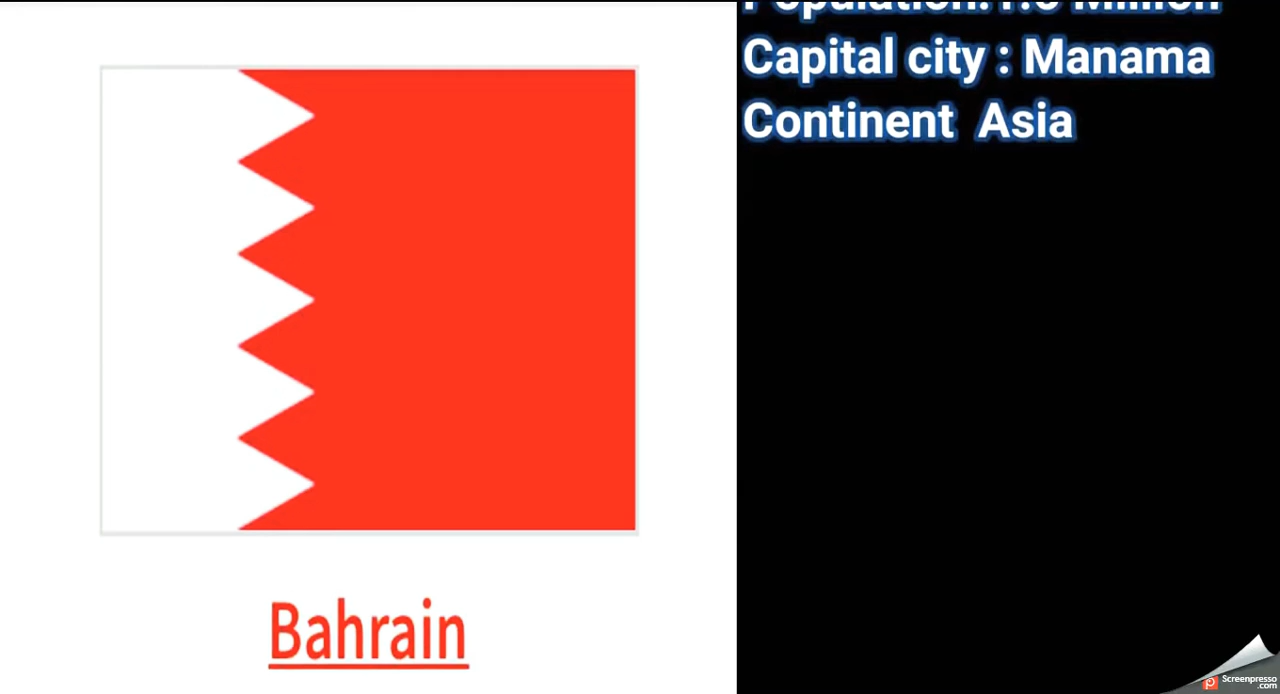 Capital city : Manama
Continent Asia
Bahrain
Screenpresso
.com